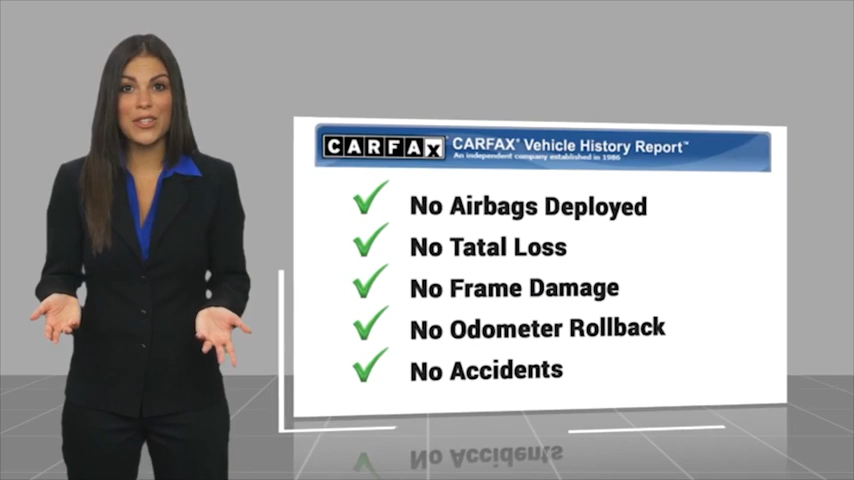 CARFAX CARFAX® Vehicle History Report™
An independent company established in 1986
No Airbags Deployed
No Tatal Loss
No Frame Damage
No Odometer Rollback
No Accidents
No Accidents